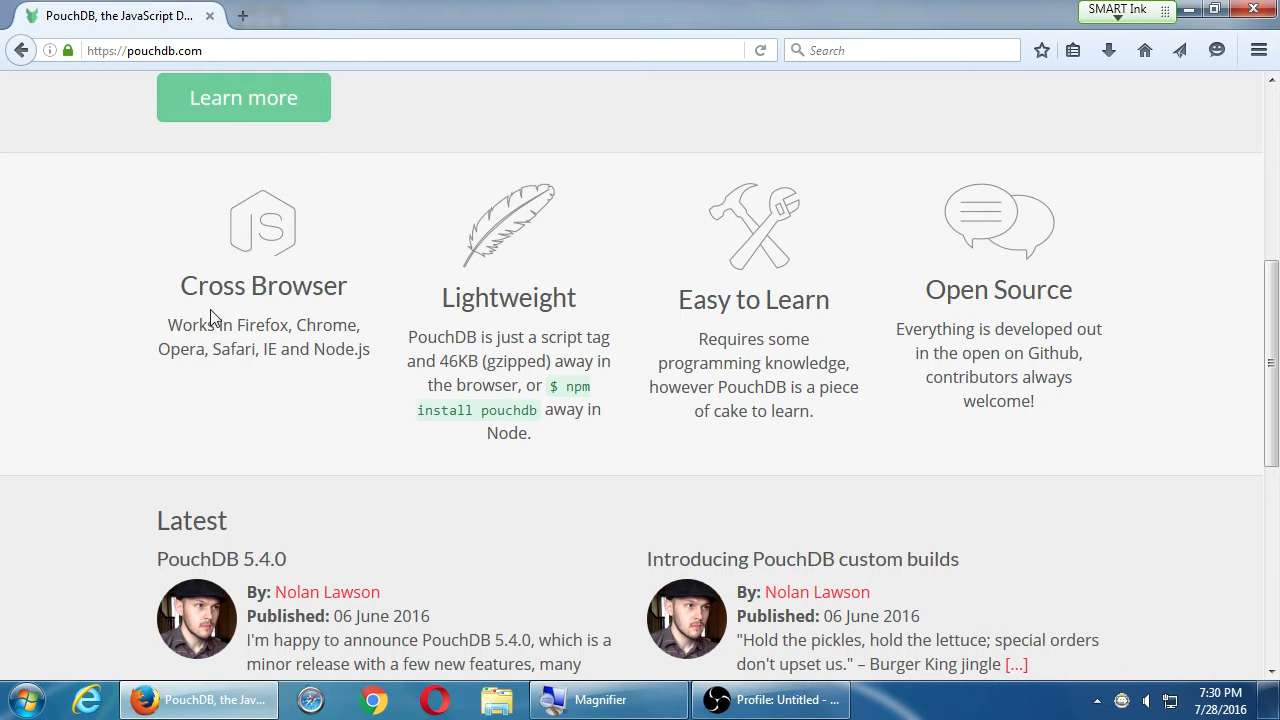 PouchDB, the JavaScript D...
SMART Ink
https://pouchdb.com
Search
Learn more
JS
Cross Browser
Works in Firefox, Chrome,
Opera, Safari, IE and Node.js
Lightweight
PouchDB is just a script tag
and 46KB (gzipped) away in
the browser, or $ npm
install pouchdb away in
Node.
Easy to Learn
Requires some
programming knowledge,
however PouchDB is a piece
of cake to learn.
Open Source
Everything is developed out
in the open on Github,
contributors always
welcome!
Latest
PouchDB 5.4.0
By: Nolan Lawson
Published: 06 June 2016
I'm happy to announce PouchDB 5.4.0, which is a
minor release with a few new features, many
Introducing PouchDB custom builds
By: Nolan Lawson
Published: 06 June 2016
"Hold the pickles, hold the lettuce; special orders
don't upset us." – Burger King jingle [...]
PouchDB, the Jav...
Magnifier
Profile: Untitled - ...
7:30 PM
7/28/2016